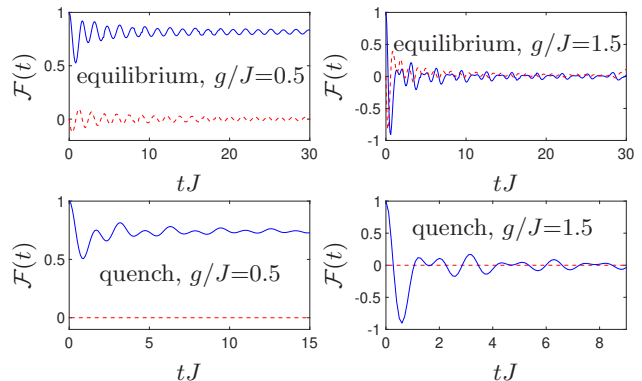 1
0.5
0
0 10 20 30
F(t)
tJ
equilibrium, g/J=0.5
1
0.5
0
-0.5
-1
0 10 20 30
F(t)
tJ
equilibrium, g/J=1.5
1
0.5
0
0 5 10 15
F(t)
tJ
quench, g/J=0.5
1
0.5
0
-0.5
-1
0 2 4 6 8
F(t)
tJ
quench, g/J=1.5